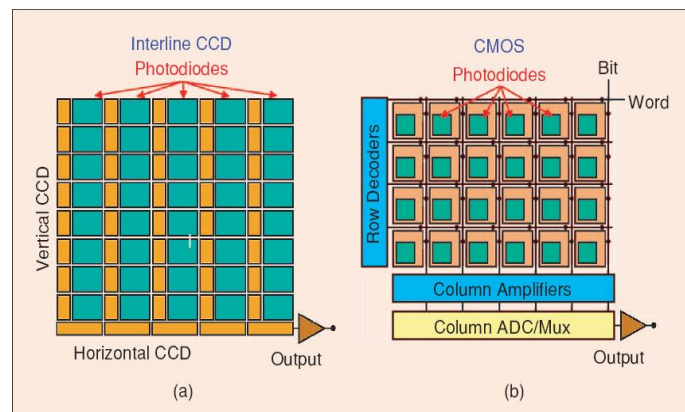 Interline CCD
Photodiodes
Vertical CCD
Horizontal CCD
Output
(a)
CMOS
Photodiodes
Bit
Word
Row Decoders
Column Amplifiers
Column ADC/Mux
Output
(b)